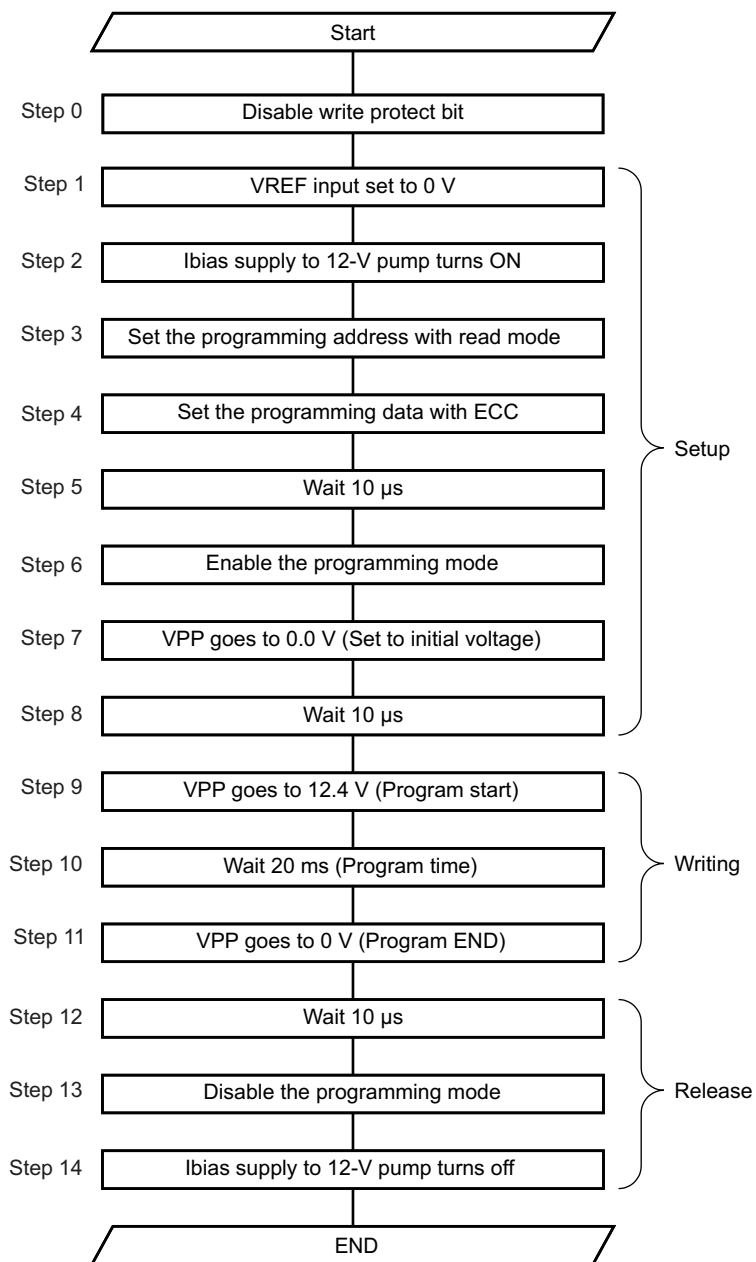 Start
Step 0 Disable write protect bit
Step 1 VREF input set to 0 V
Step 2 Ibias supply to 12-V pump turns ON
Step 3 Set the programming address with read mode
Step 4 Set the programming data with ECC
Setup
Step 5 Wait 10 µs
Step 6 Enable the programming mode
Step 7 VPP goes to 0.0 V (Set to initial voltage)
Step 8 Wait 10 µs
Step 9 VPP goes to 12.4 V (Program start)
Step 10 Wait 20 ms (Program time)
Writing
Step 11 VPP goes to 0 V (Program END)
Step 12 Wait 10 µs
Step 13 Disable the programming mode
Release
Step 14 Ibias supply to 12-V pump turns off
END